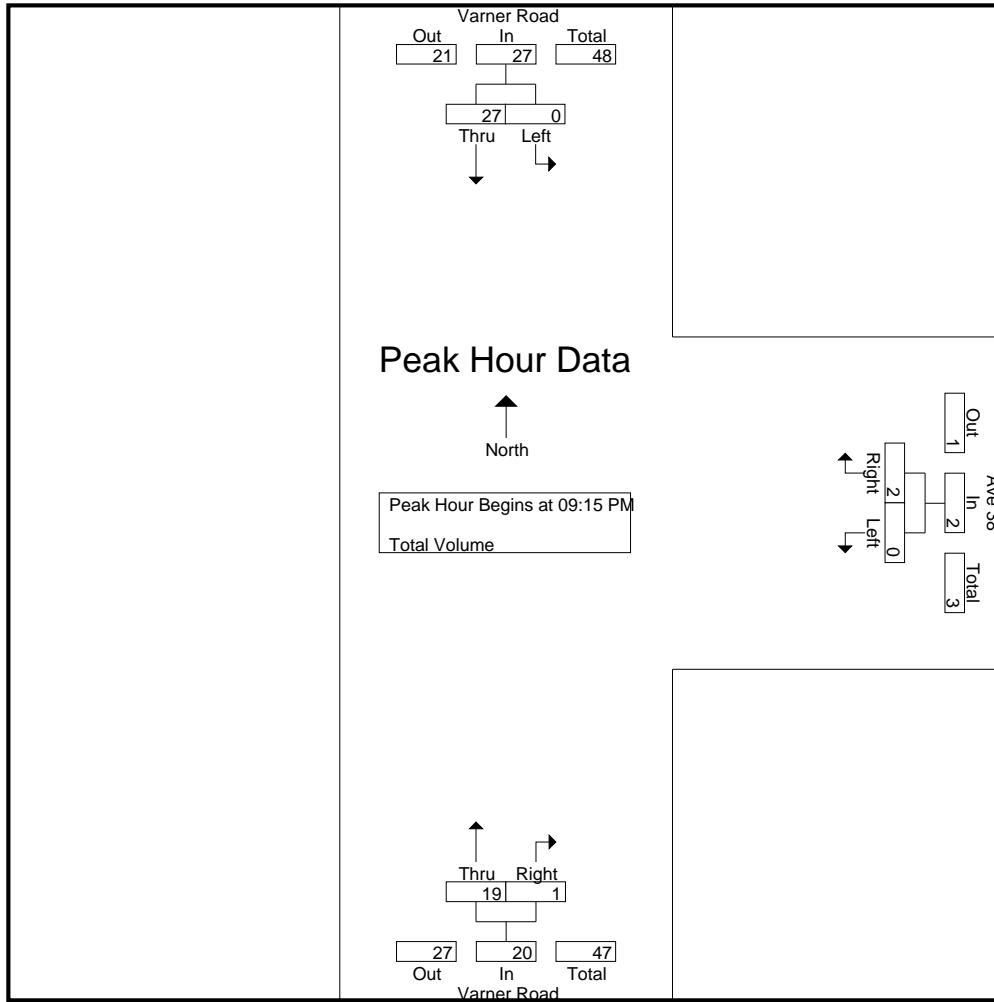 Varner Road
Out In Total
21 27 48
27 0
Thru Left
Peak Hour Data
North
Peak Hour Begins at 09:15 PM
Total Volume
Ave 38
Out In Total
1 2 3
Right Left
2 0
Thru Right
19 1
27 20 47
Out In Total
Varner Road